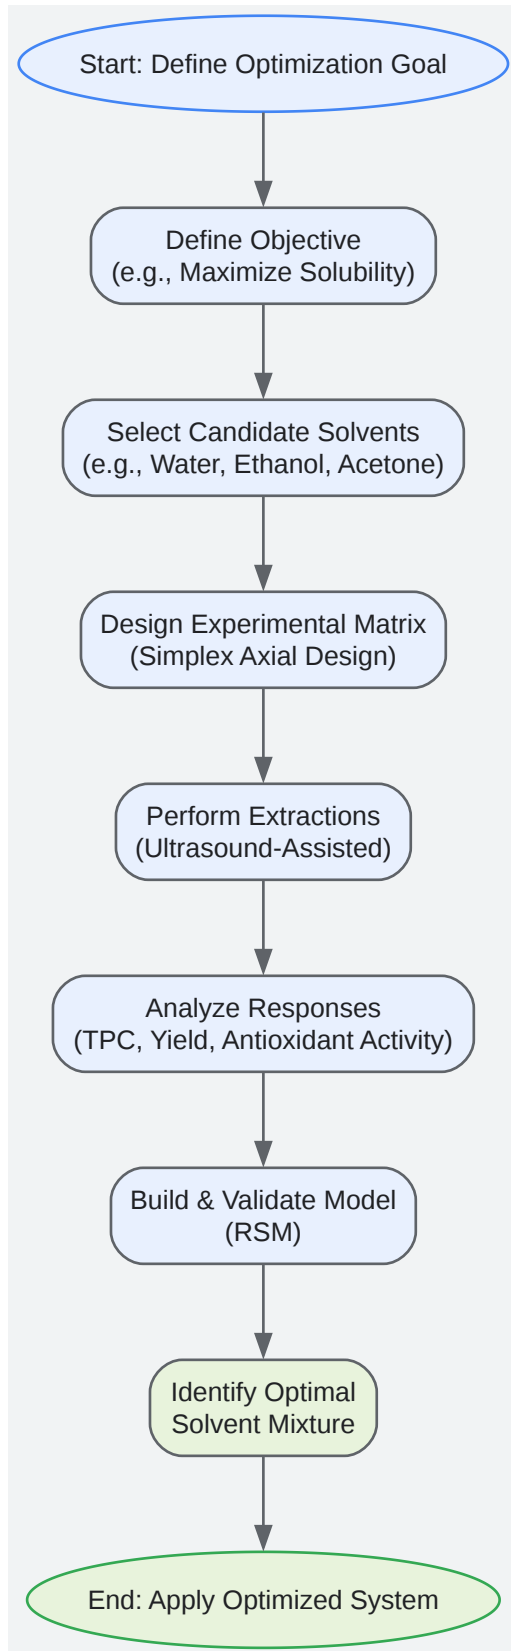 Start: Define Optimization Goal
Define Objective
(e.g., Maximize Solubility)
Select Candidate Solvents
(e.g., Water, Ethanol, Acetone)
Design Experimental Matrix
(Simplex Axial Design)
Perform Extractions
(Ultrasound-Assisted)
Analyze Responses
(TPC, Yield, Antioxidant Activity)
Build & Validate Model
(RSM)
Identify Optimal
Solvent Mixture
End: Apply Optimized System